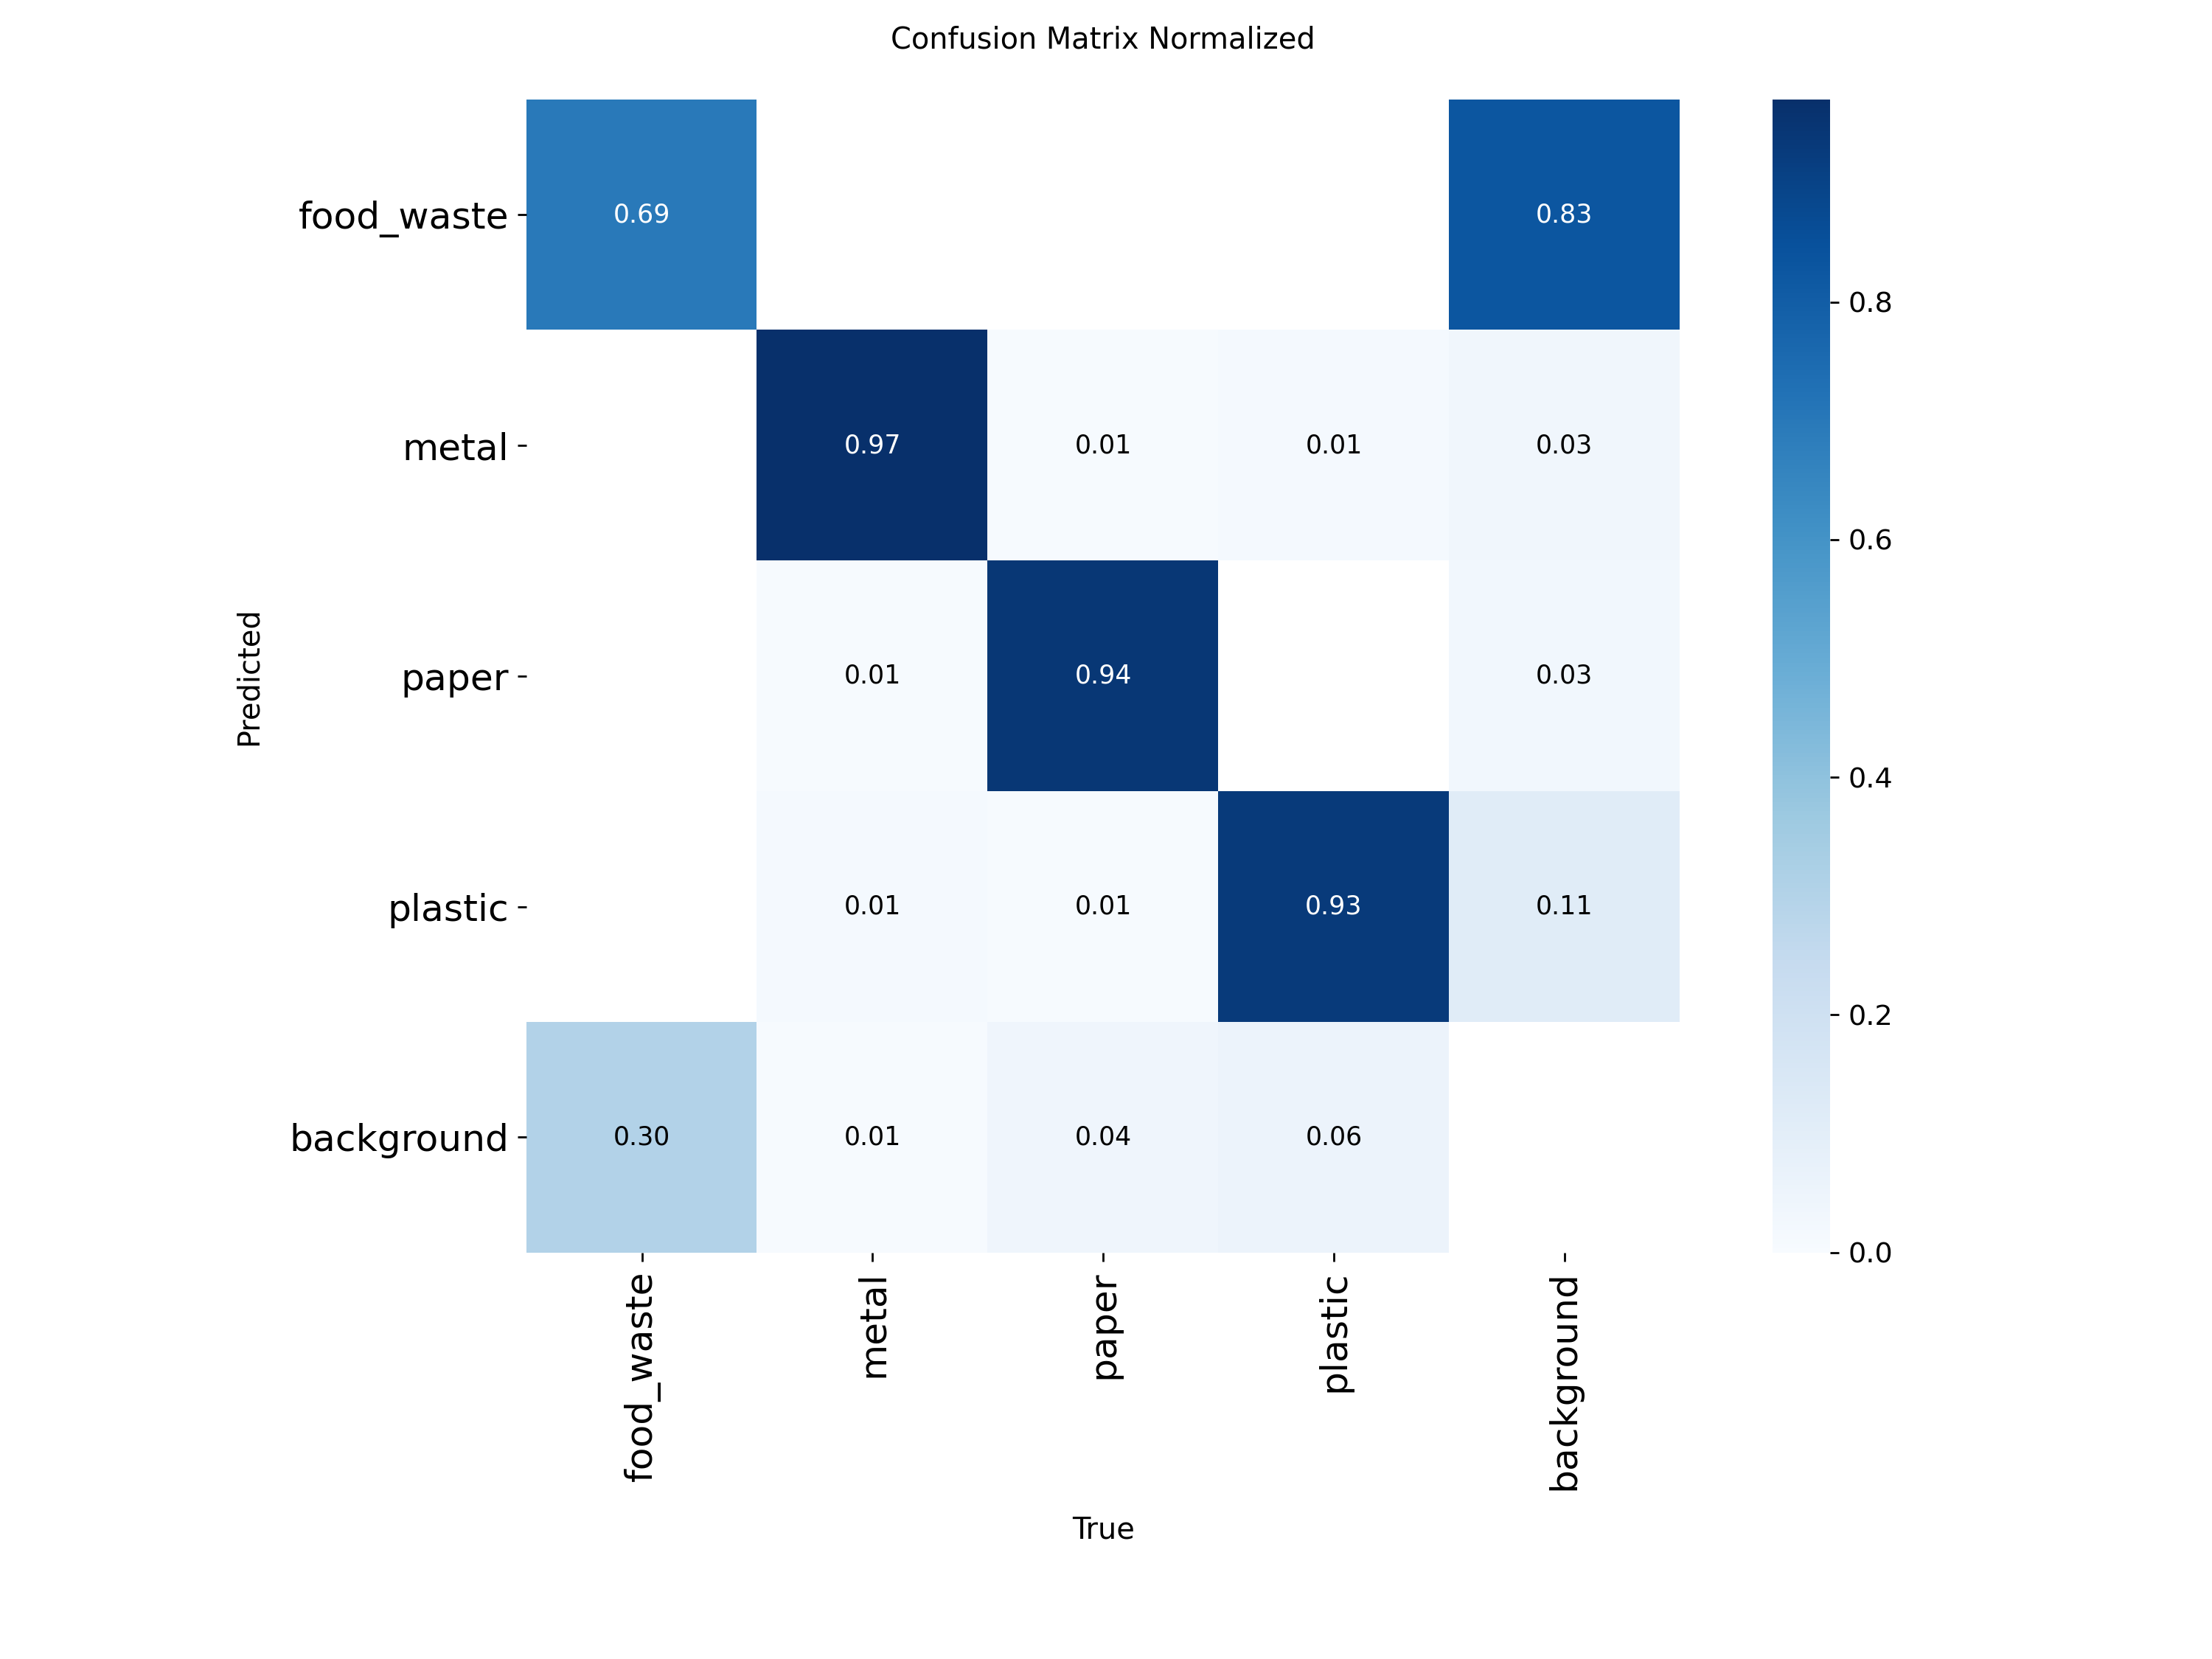 Confusion Matrix Normalized
food_waste 0.69 0.83
0.8
metal 0.97 0.01 0.01 0.03
0.6
Predicted
paper 0.01 0.94 0.03
0.4
plastic 0.01 0.01 0.93 0.11
0.2
background 0.30 0.01 0.04 0.06
0.0
food_waste
metal
paper
plastic
background
True